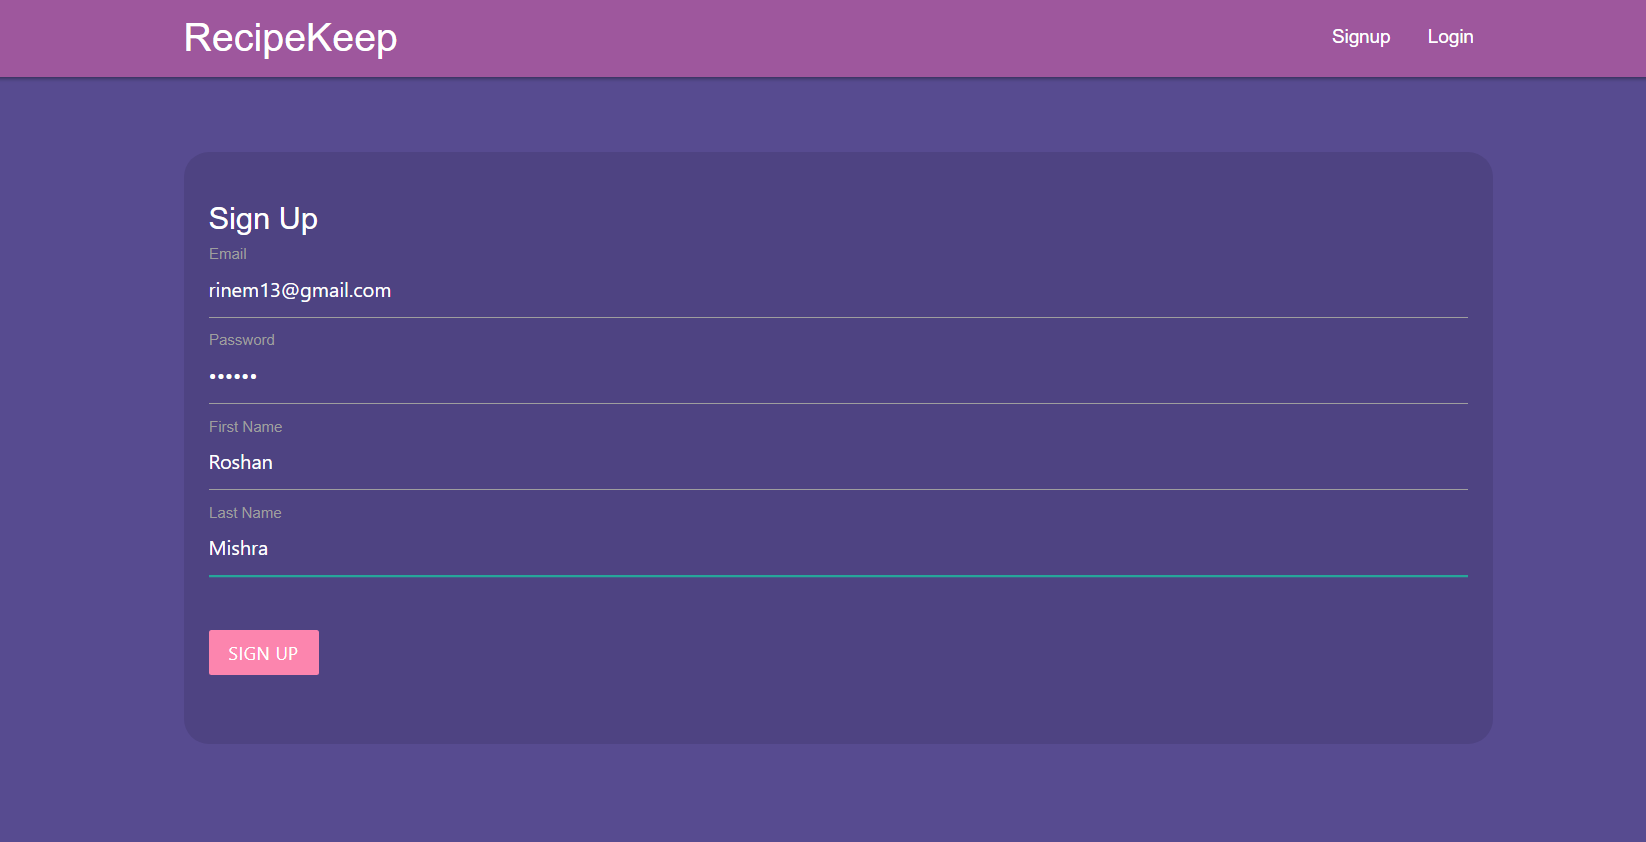 RecipeKeep
Signup Login
Sign Up
Email
rinem13@gmail.com
Password
••••••
First Name
Roshan
Last Name
Mishra
SIGN UP